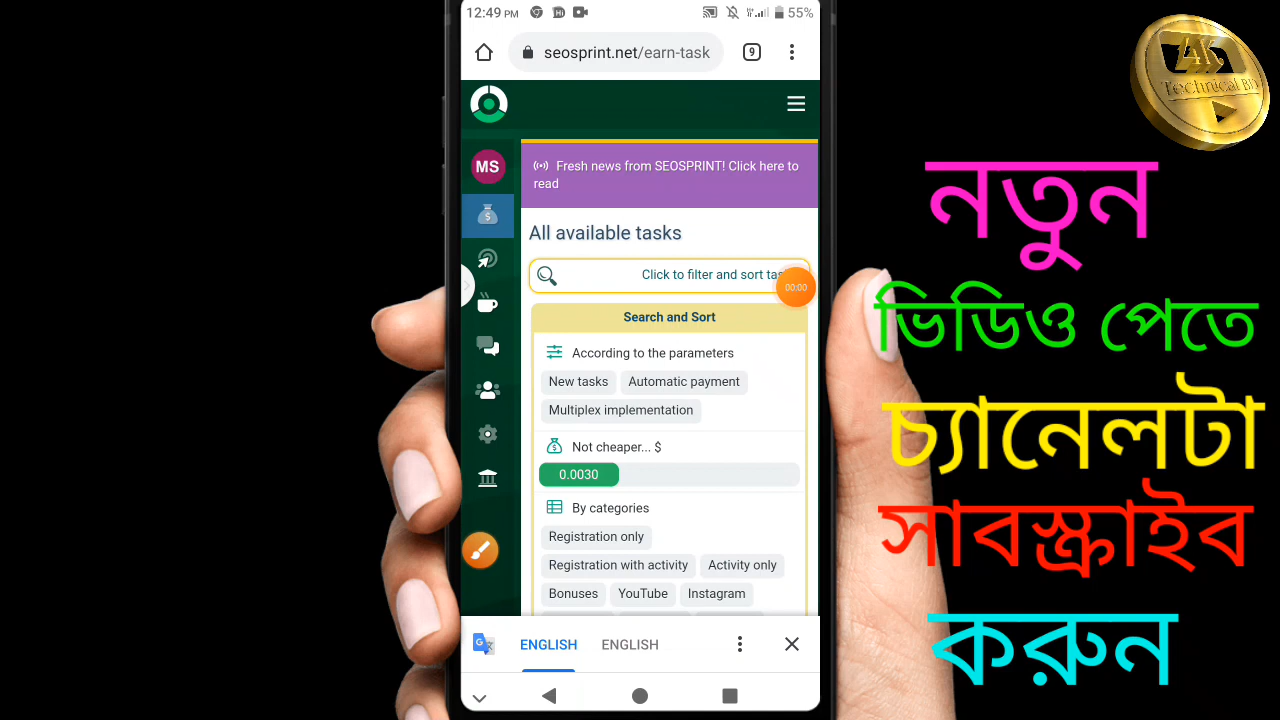 12:49 PM
55%
seosprint.net/earn-task
9
4K
Technical BD
MS
Fresh news from SEOSPRINT! Click here to
read
All available tasks
Click to filter and sort tas
00:00
Search and Sort
According to the parameters
New tasks
Automatic payment
Multiplex implementation
Not cheaper... $
0.0030
By categories
Registration only
Registration with activity
Activity only
Bonuses
YouTube
Instagram
ENGLISH
ENGLISH
নতুন
ভিডিও পেতে
চ্যানেলটা
সাবস্ক্রাইব
করুন